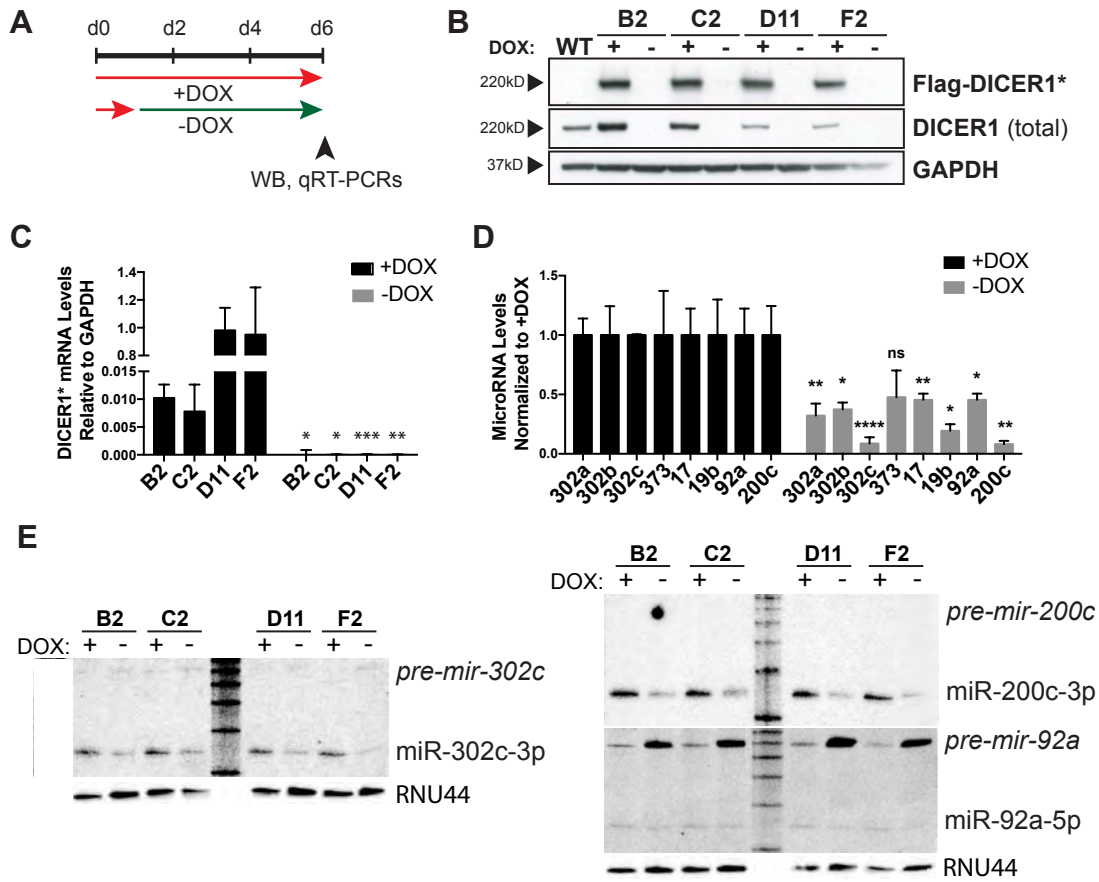 A
d0 d2 d4 d6
+DOX
-DOX
WB, qRT-PCRs
B
B2 C2 D11 F2
DOX: WT + - + - + - + -
220kD Flag-DICER1*
220kD DICER1 (total)
37kD GAPDH
C
DICER1* mRNA Levels
Relative to GAPDH
1.4
1.2
1.0
0.8
0.015
0.010
0.005
0.000
+DOX
-DOX
* * *** **
B2 C2 D11 F2 B2 C2 D11 F2
D
MicroRNA Levels
Normalized to +DOX
1.5
1.0
0.5
0.0
+DOX
-DOX
** * **** ns ** * * **
302a 302b 302c 373 17 19b 92a 200c 302a 302b 302c 373 17 19b 92a 200c
E
B2 C2 D11 F2
DOX: + - + - + - + -
pre-mir-302c
miR-302c-3p
RNU44
B2 C2 D11 F2
DOX: + - + - + - + -
pre-mir-200c
miR-200c-3p
pre-mir-92a
miR-92a-5p
RNU44